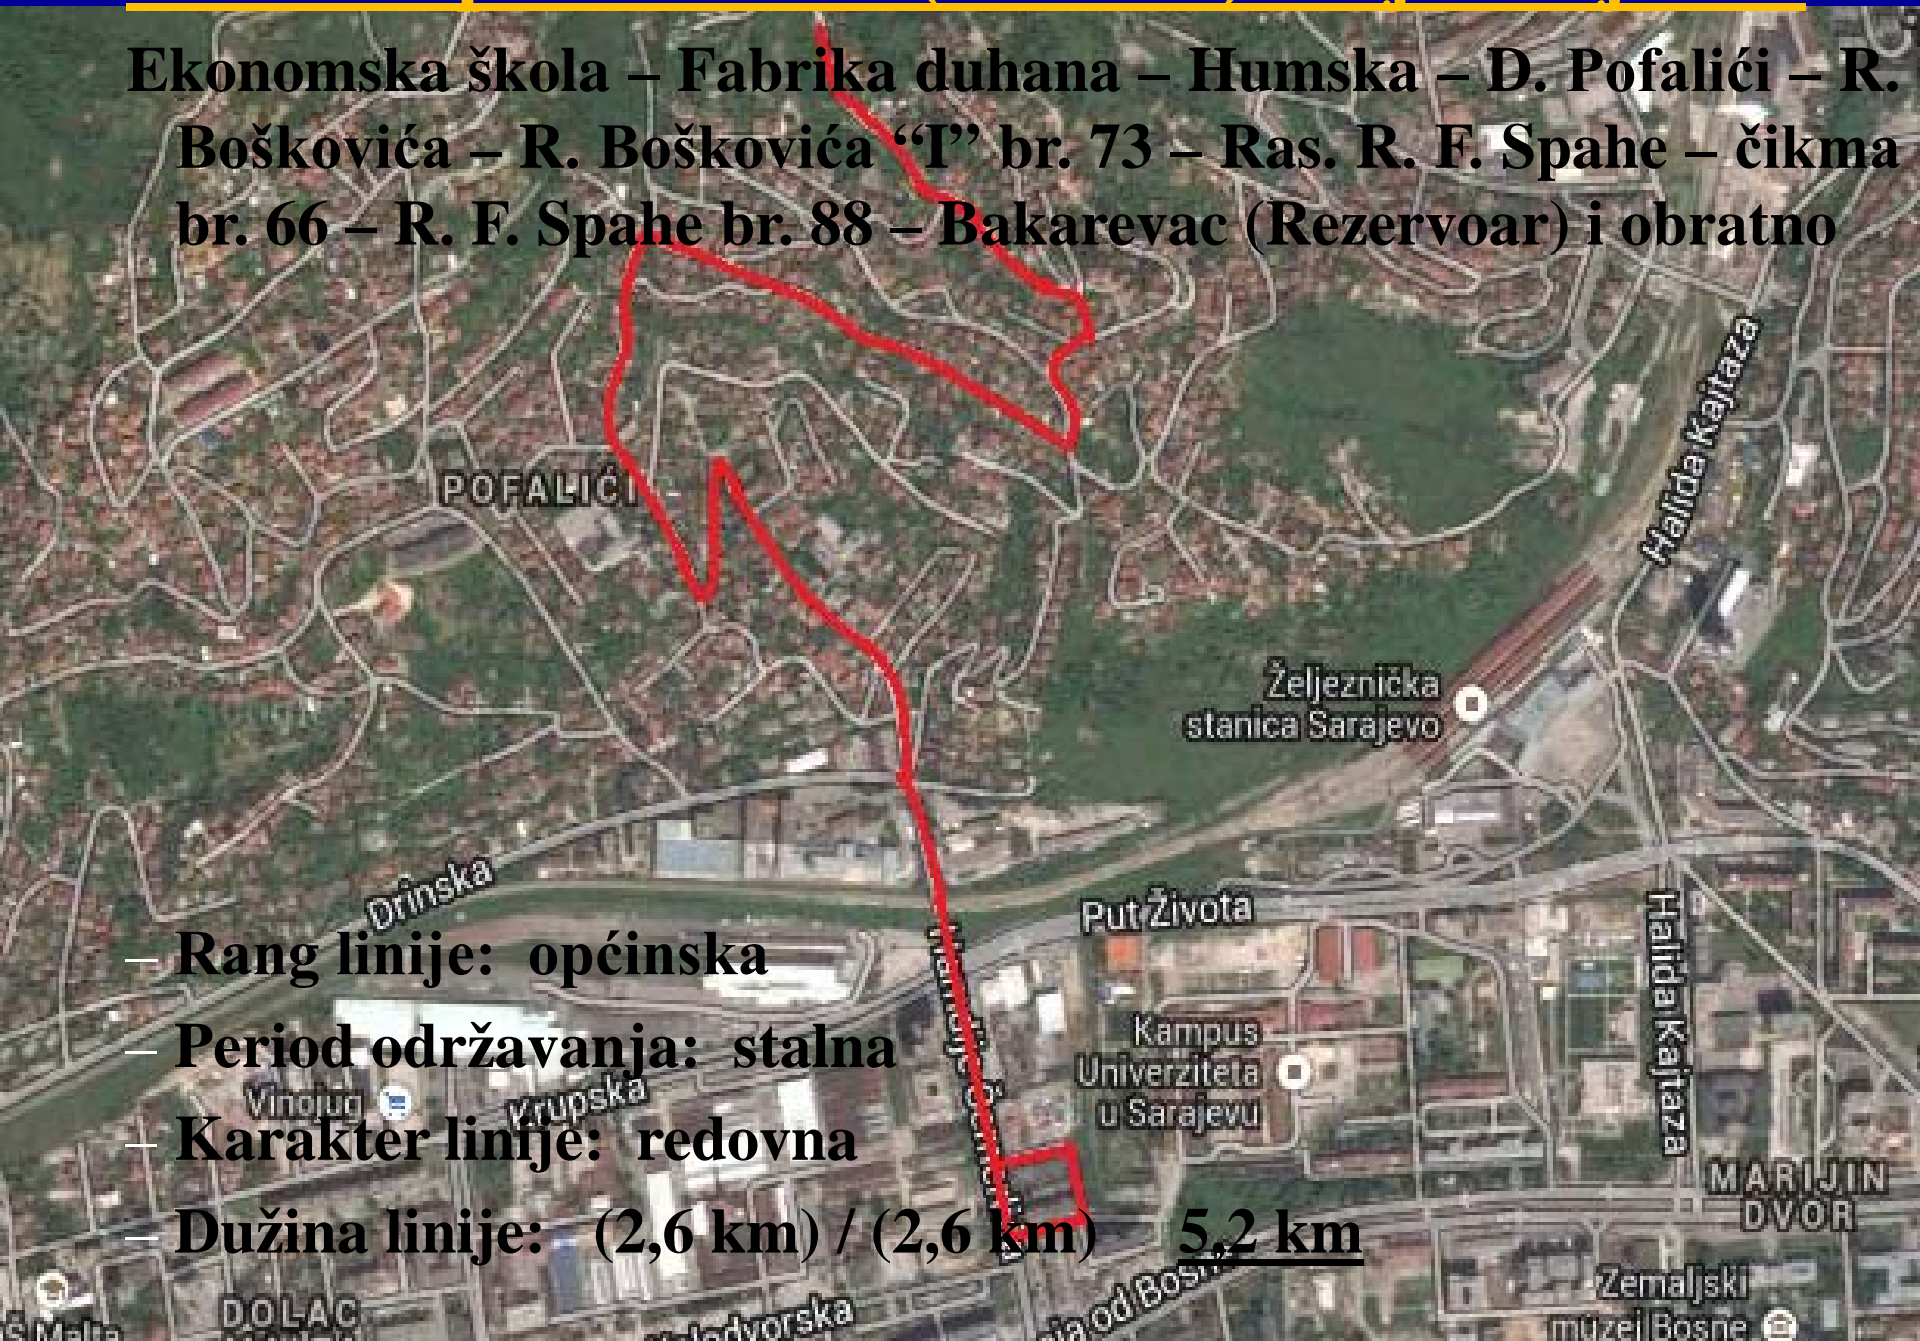 Ekonomska škola – Fabrika duhana – Humska – D. Pofalići – R.
Boškovića – R. Boškovića “I” br. 73 – Ras. R. F. Spahe – čikma
br. 66 – R. F. Spahe br. 88 – Bakarevac (Rezervoar) i obratno
Halida Kajtaza
POFALIĆI
Željeznička
stanica Sarajevo
Drinska
Put Života
– Rang linije: općinska
Halida Kajtaza
Kampus
Univerziteta
u Sarajevu
– Period održavanja: stalna
Vinojug
Krupska
– Karakter linije: redovna
MARIJIN
DVOR
– Dužina linije: (2,6 km) / (2,6 km) 5,2 km
Zemaljski
muzej Bosne
DOLAC